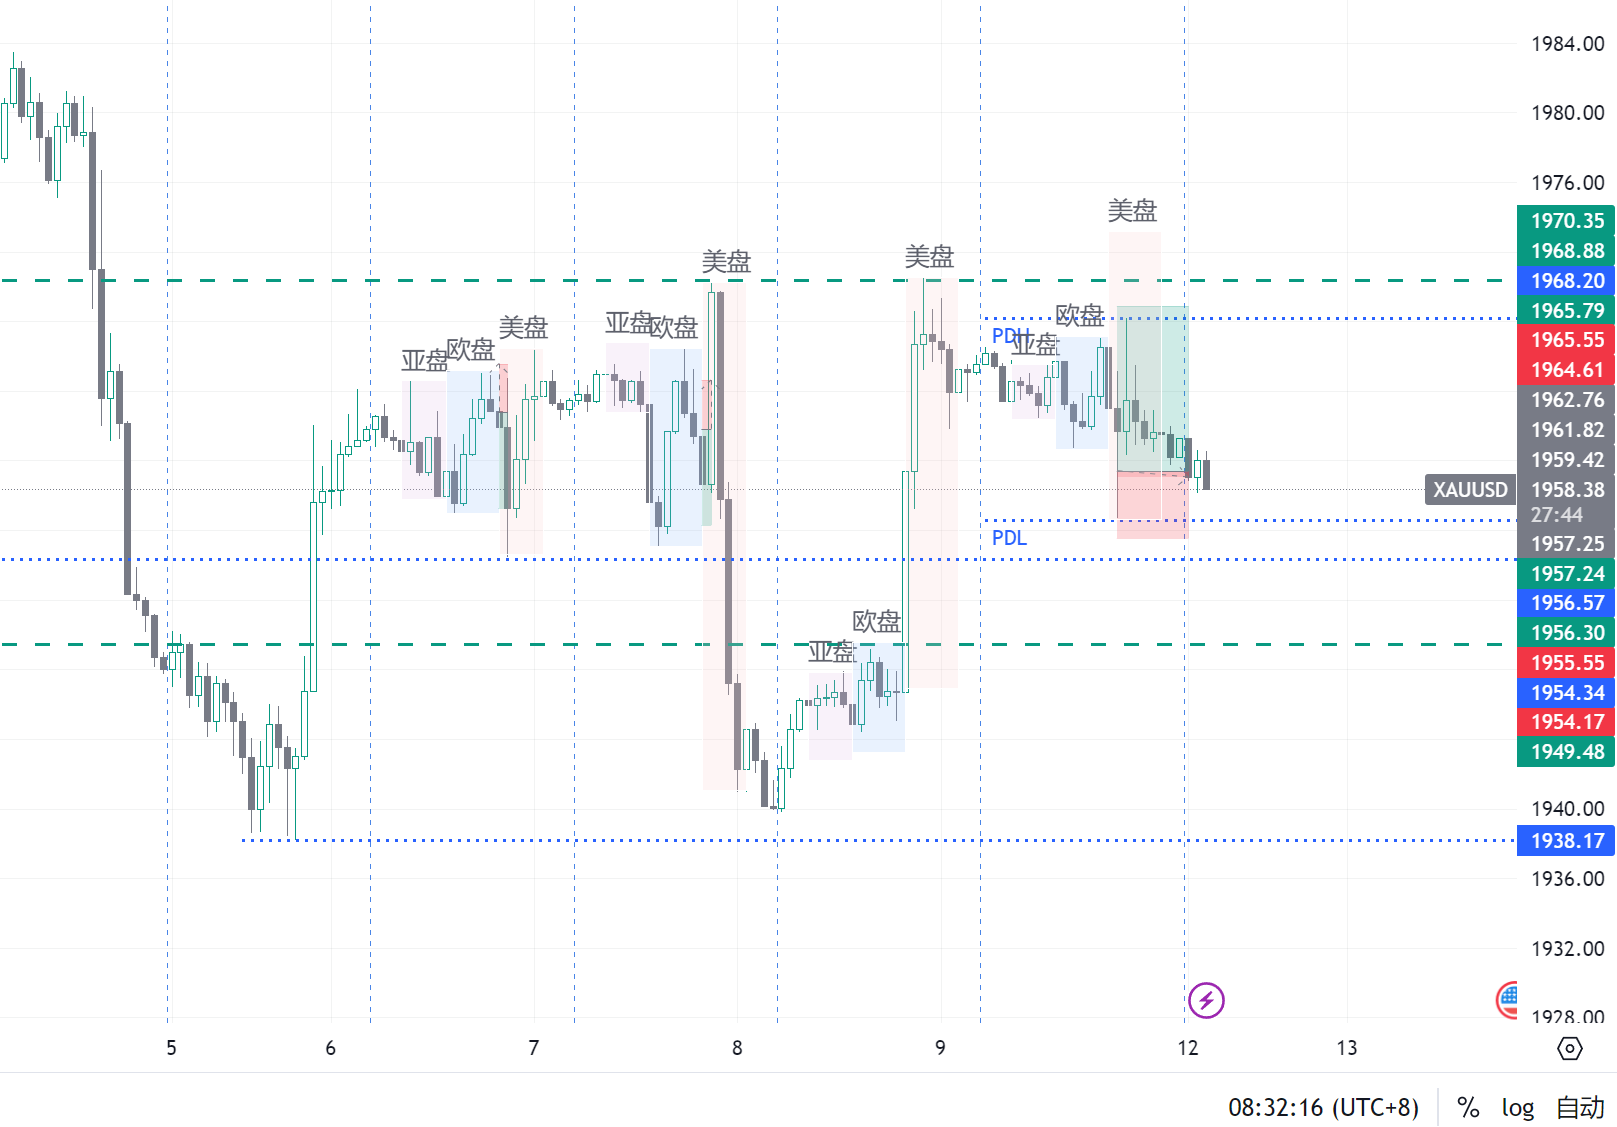 1984.00
1980.00
1976.00
1970.35
1968.88
1968.20
1965.79
1965.55
1964.61
1962.76
1961.82
1959.42
XAUUSD 1958.38
27:44
1957.25
1957.24
1956.57
1956.30
1955.55
1954.34
1954.17
1949.48
1940.00
1938.17
1936.00
1932.00
1928.00
美盘
美盘
美盘
欧盘
亚盘
欧盘
美盘
亚盘
欧盘
PDH
亚盘
PDL
欧盘
亚盘
5 6 7 8 9 12 13
08:32:16 (UTC+8) % log 自动